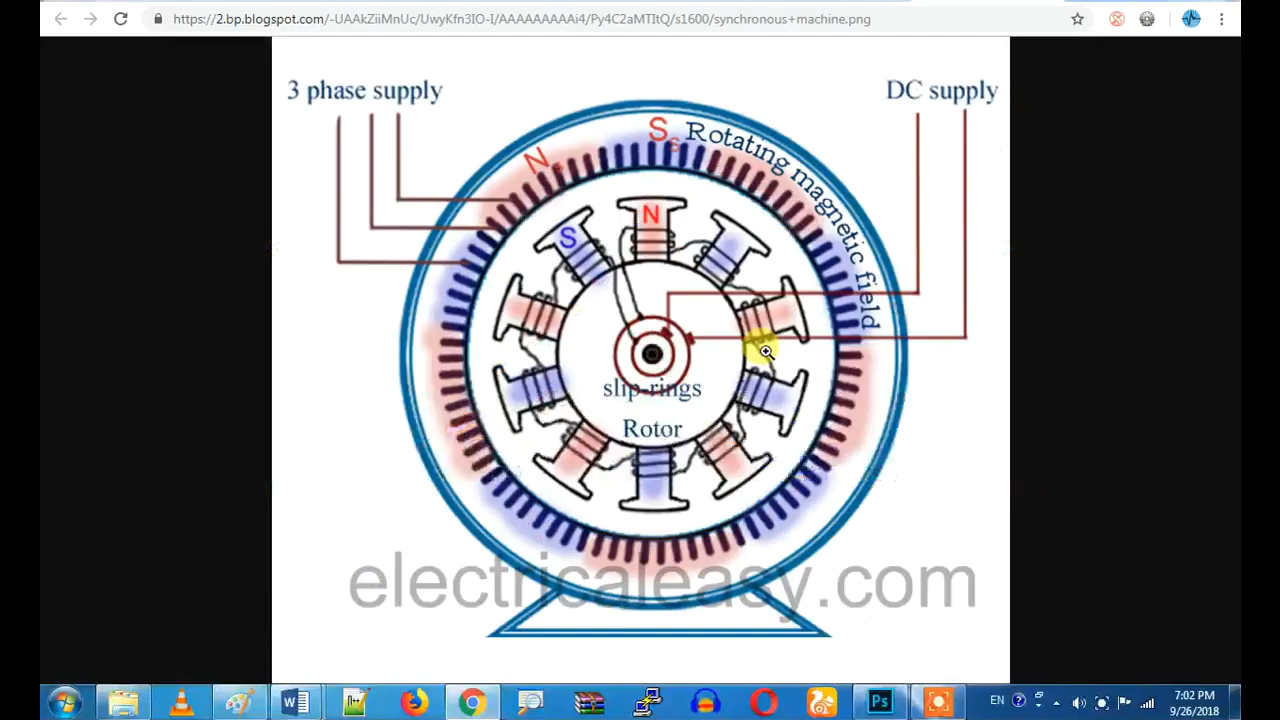 https://2.bp.blogspot.com/-UAAkZiiMnUc/UwyKfn3IO-I/AAAAAAAAAi4/Py4C2aMTItQ/s1600/synchronous+machine.png
3 phase supply
DC supply
N
S
S
Rotating magnetic field
S
N
slip-rings
Rotor
electricaleasy.com
W
Ps
EN
7:02 PM
9/26/2018